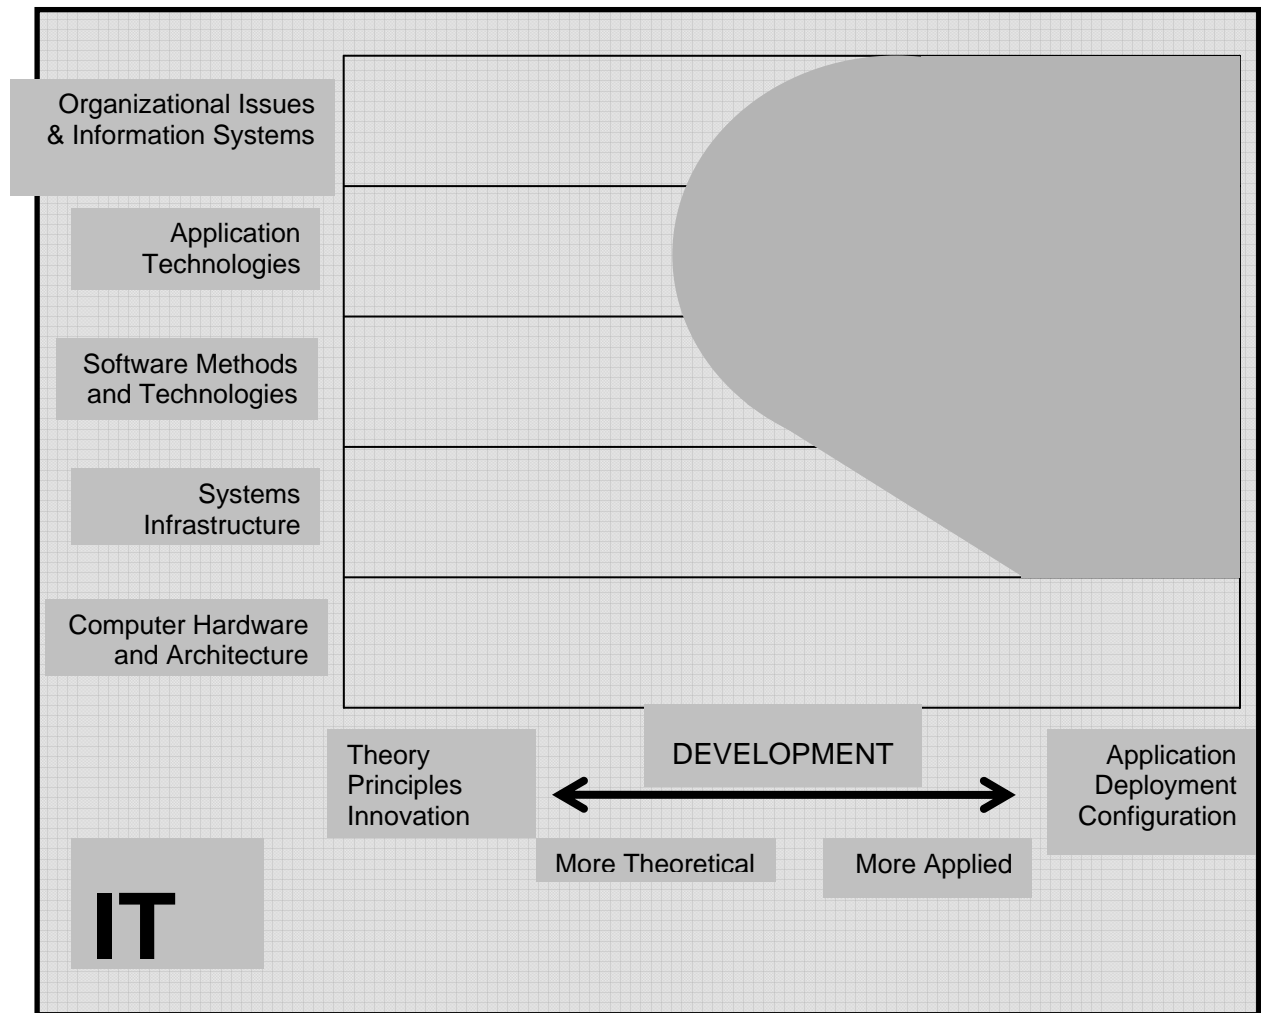 Organizational Issues
& Information Systems
Application
Technologies
Software Methods
and Technologies
Systems
Infrastructure
Computer Hardware
and Architecture
Theory
Principles
Innovation
DEVELOPMENT
Application
Deployment
Configuration
More Theoretical
More Applied
IT